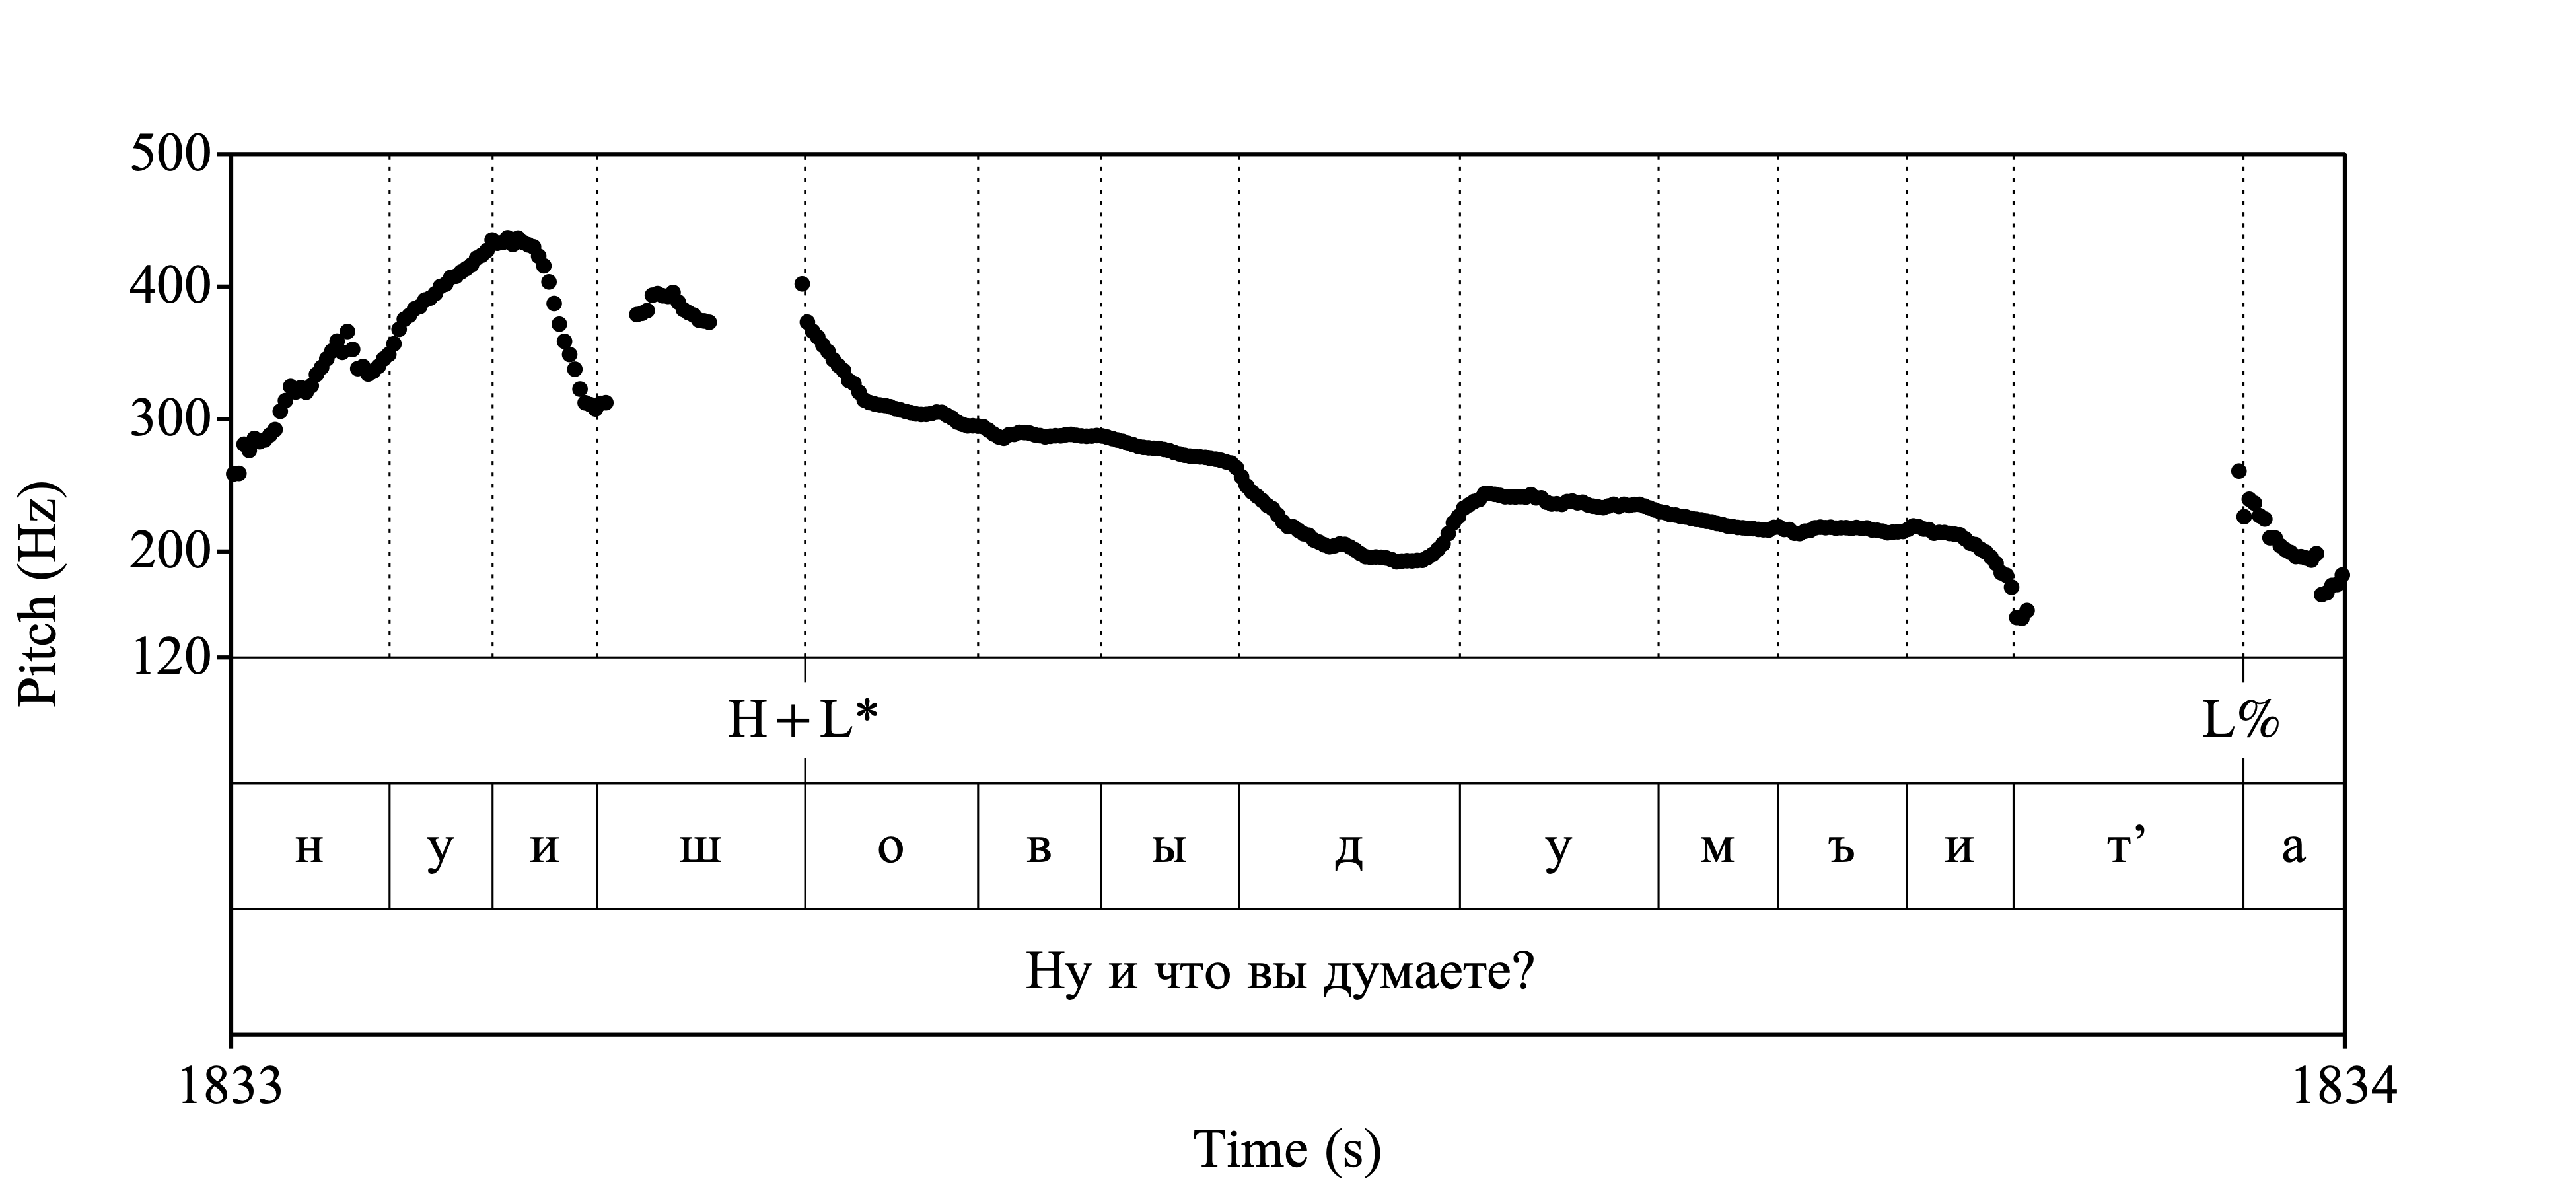 500
400
300
200
120
Pitch (Hz)
H+L* L%
н у и ш о в ы д у м ъ и т’ а
Ну и что вы думаете?
1833 1834
Time (s)